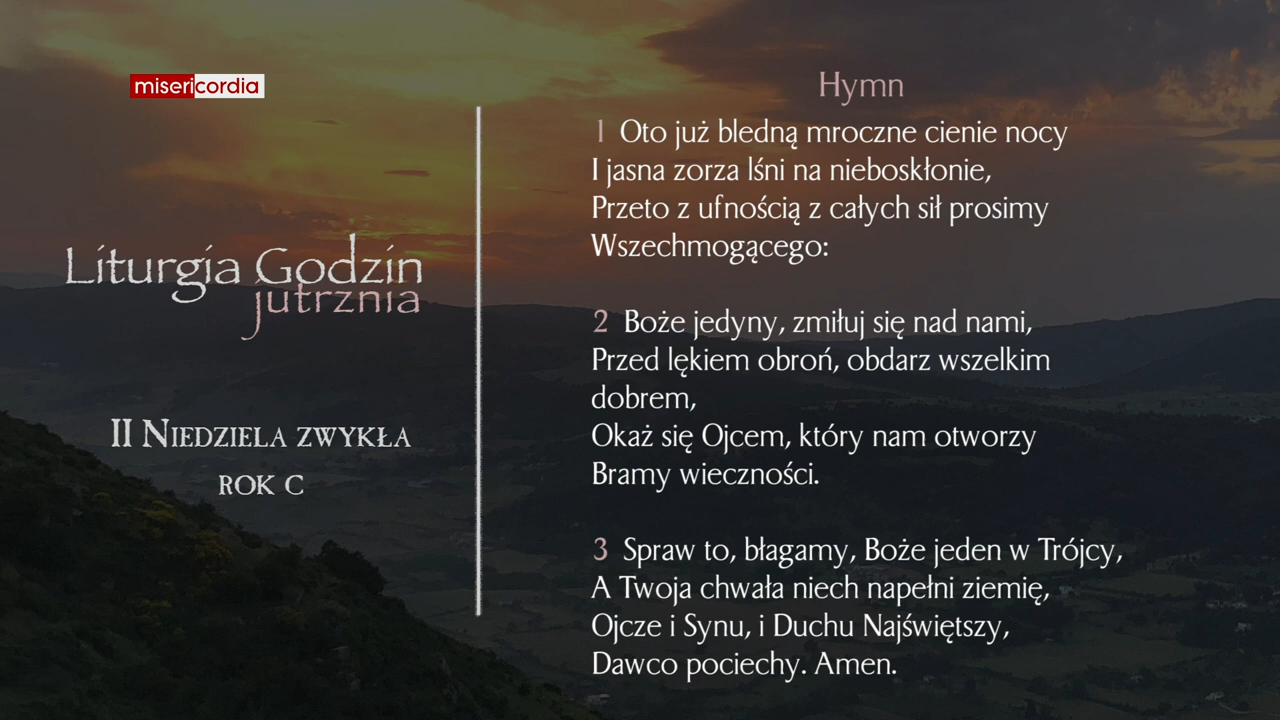 misericordia
Liturgia Godzin
jutrznia
II Niedziela zwykła
rok C
Hymn
1 Oto już bledną mroczne cienie nocy
I jasna zorza lśni na nieboskłonie,
Przeto z ufnością z całych sił prosimy
Wszechmogącego:
2 Boże jedyny, zmiłuj się nad nami,
Przed lękiem obroń, obdarz wszelkim
dobrem,
Okaż się Ojcem, który nam otworzy
Bramy wieczności.
3 Spraw to, błagamy, Boże jeden w Trójcy,
A Twoja chwała niech napełni ziemię,
Ojcze i Synu, i Duchu Najświętszy,
Dawco pociechy. Amen.